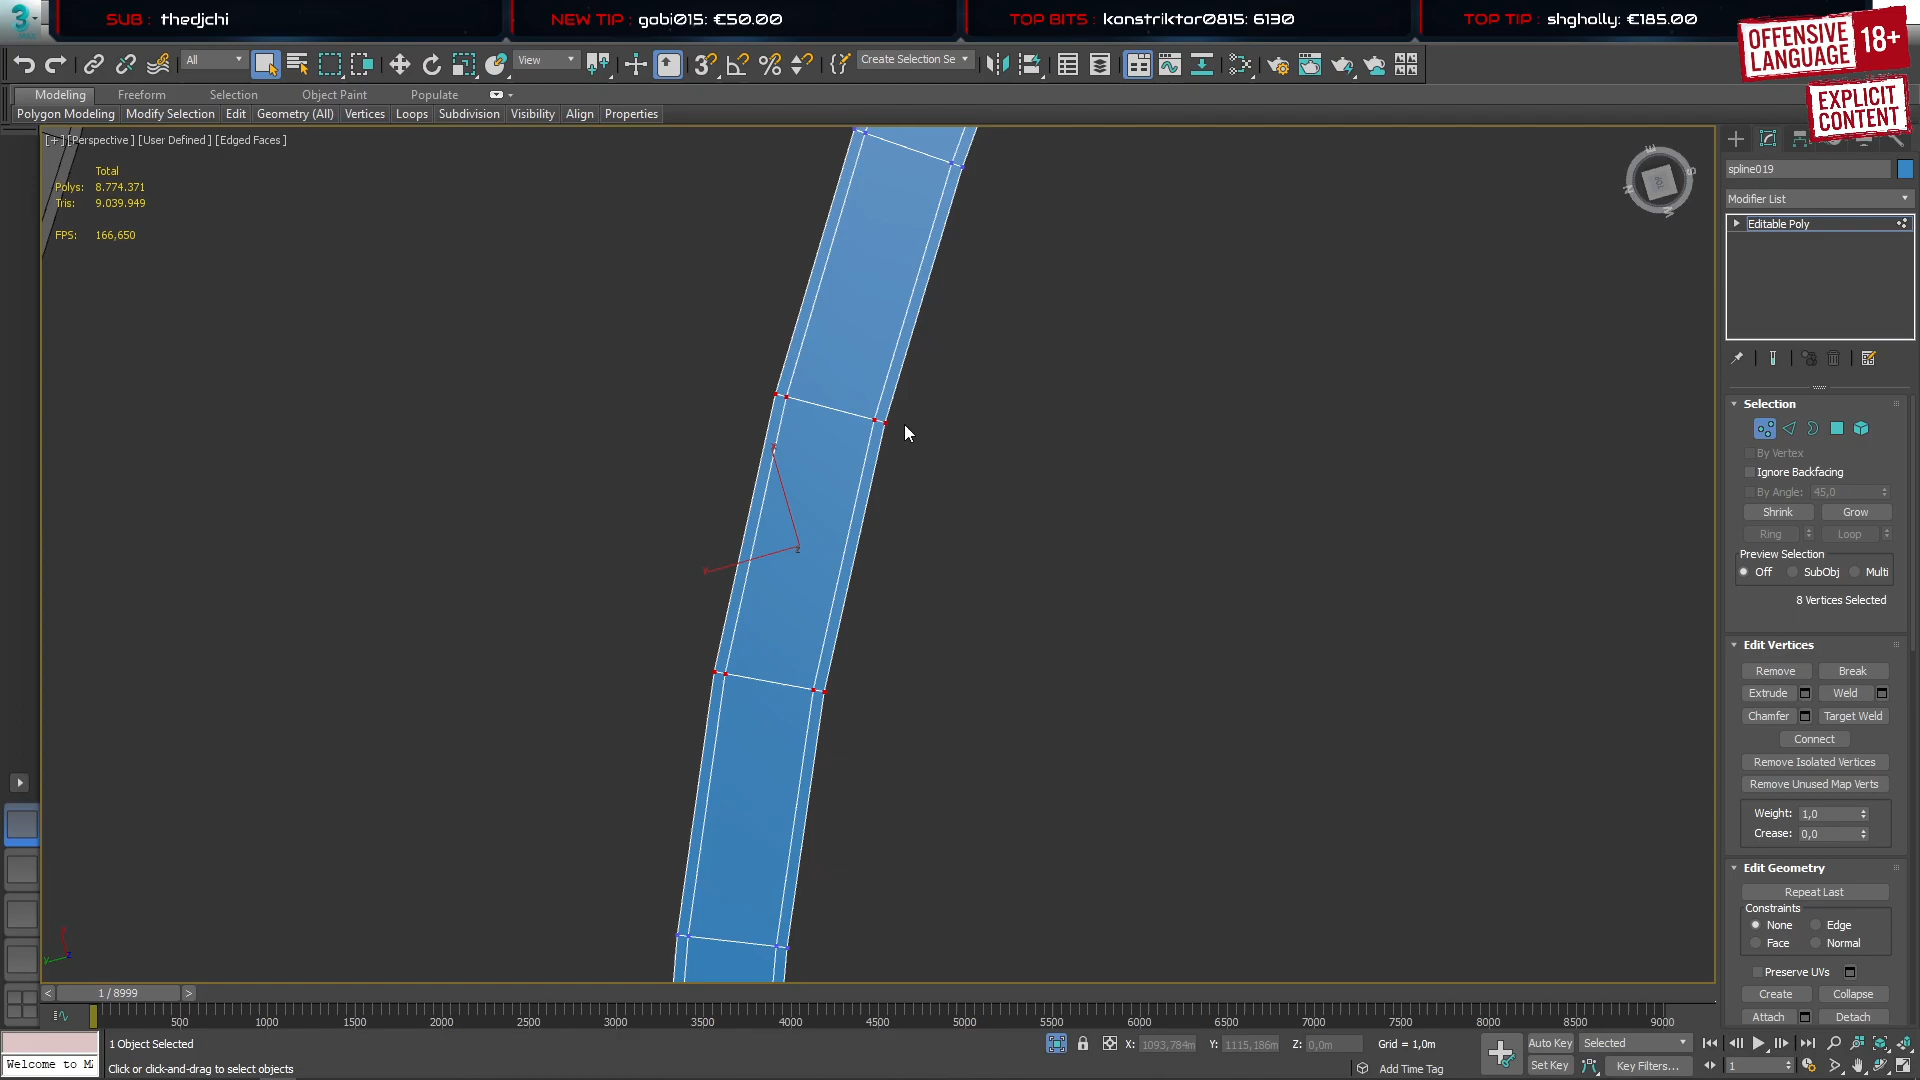 SUB : thedjchi
NEW TIP : gabi015: €50.00
TOP BITS : konstriktor0815: 6130
TOP TIP : shgholly: €185.00
OFFENSIVE LANGUAGE 18+
EXPLICIT CONTENT
All
View
Create Selection Se
Modeling
Freeform
Selection
Object Paint
Populate
Polygon Modeling
Modify Selection
Edit
Geometry (All)
Vertices
Loops
Subdivision
Visibility
Align
Properties
[+] [Perspective ] [User Defined ] [Edged Faces ]
Total
Polys: 8.774.371
Tris: 9.039.949
FPS: 166,650
spline019
Modifier List
Editable Poly
Selection
By Vertex
Ignore Backfacing
By Angle: 45,0
Shrink
Grow
Ring
Loop
Preview Selection
Off
SubObj
Multi
8 Vertices Selected
Edit Vertices
Remove
Break
Extrude
Weld
Chamfer
Target Weld
Connect
Remove Isolated Vertices
Remove Unused Map Verts
Weight: 1,0
Crease: 0,0
Edit Geometry
Repeat Last
Constraints
None
Edge
Face
Normal
Preserve UVs
Create
Collapse
Attach
Detach
< 1 / 8999 >
500 1000 1500 2000 2500 3000 3500 4000 4500 5000 5500 6000 6500 7000 7500 8000 8500 9000
1 Object Selected
X: 1093,784m
Y: 1115,186m
Z: 0,0m
Grid = 1,0m
Auto Key
Selected
Welcome to M
Click or click-and-drag to select objects
Add Time Tag
Set Key
Key Filters...
1